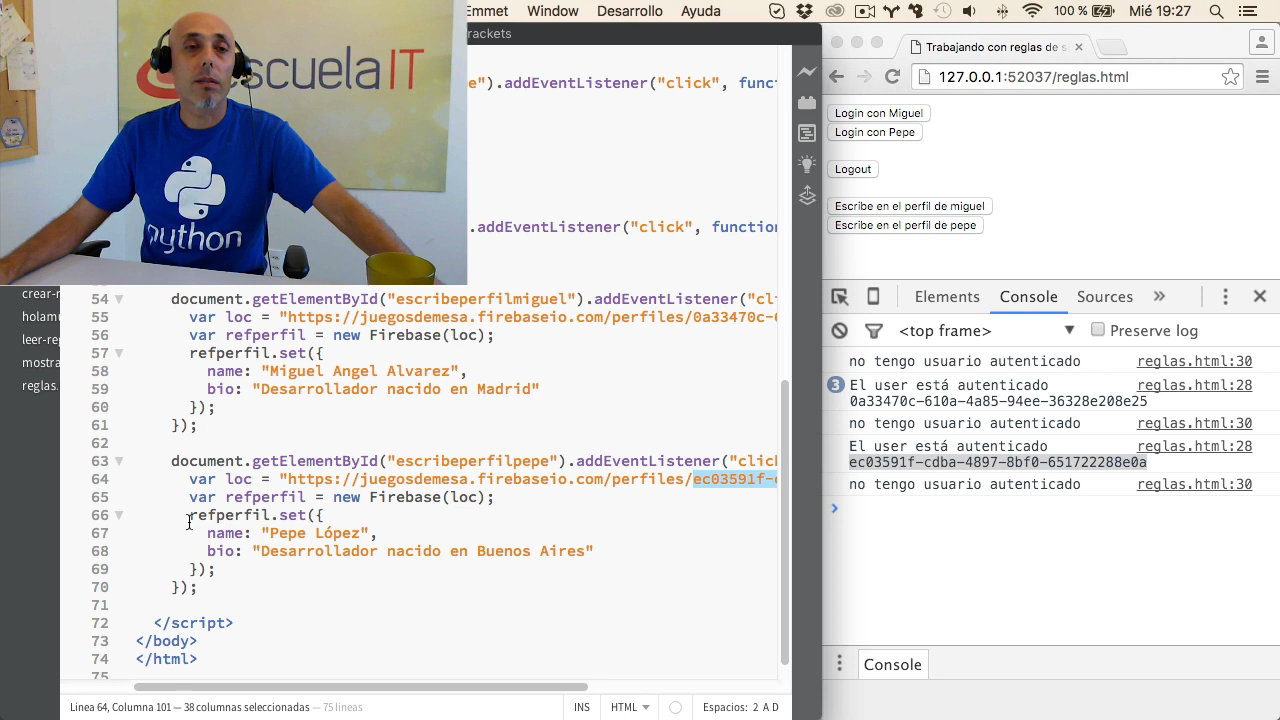 Emmet Window Desarrollo Ayuda
100 % Mié 19:27
rackets
escuela IT
python
crear-r
holamu
leer-reg
mostra
reglas.
e").addEventListener("click", funct
.addEventListener("click", function
54 document.getElementById("escribeperfilmiguel").addEventListener("cli
55 var loc = "https://juegosdemesa.firebaseio.com/perfiles/0a33470c-6
56 var refperfil = new Firebase(loc);
57 refperfil.set({
58 name: "Miguel Angel Alvarez",
59 bio: "Desarrollador nacido en Madrid"
60 });
61 });
62
63 document.getElementById("escribeperfilpepe").addEventListener("click
64 var loc = "https://juegosdemesa.firebaseio.com/perfiles/ec03591f-c
65 var refperfil = new Firebase(loc);
66 refperfil.set({
67 name: "Pepe López",
68 bio: "Desarrollador nacido en Buenos Aires"
69 });
70 });
71
72 </script>
73 </body>
74 </html>
75
Línea 64, Columna 101 — 38 columnas seleccionadas — 75 líneas
INS HTML Espacios: 2 A D
Trabajando con reglas de s
127.0.0.1:52037/reglas.html
Login con Miguel
Login con Pepe
Logout
Escribe en el perfil de miguel
Escribe en el perfil de pepe
Elements Console Sources
<top frame> Preserve log
no tengo usuario autenticado reglas.html:30
3 El user está autenticado reglas.html:28
0a33470c-610a-4a85-94ee-36328e208e25
no tengo usuario autenticado reglas.html:30
El user está autenticado reglas.html:28
ec03591f-cdba-4897-8bf0-651722288e0a
no tengo usuario autenticado reglas.html:30
Console